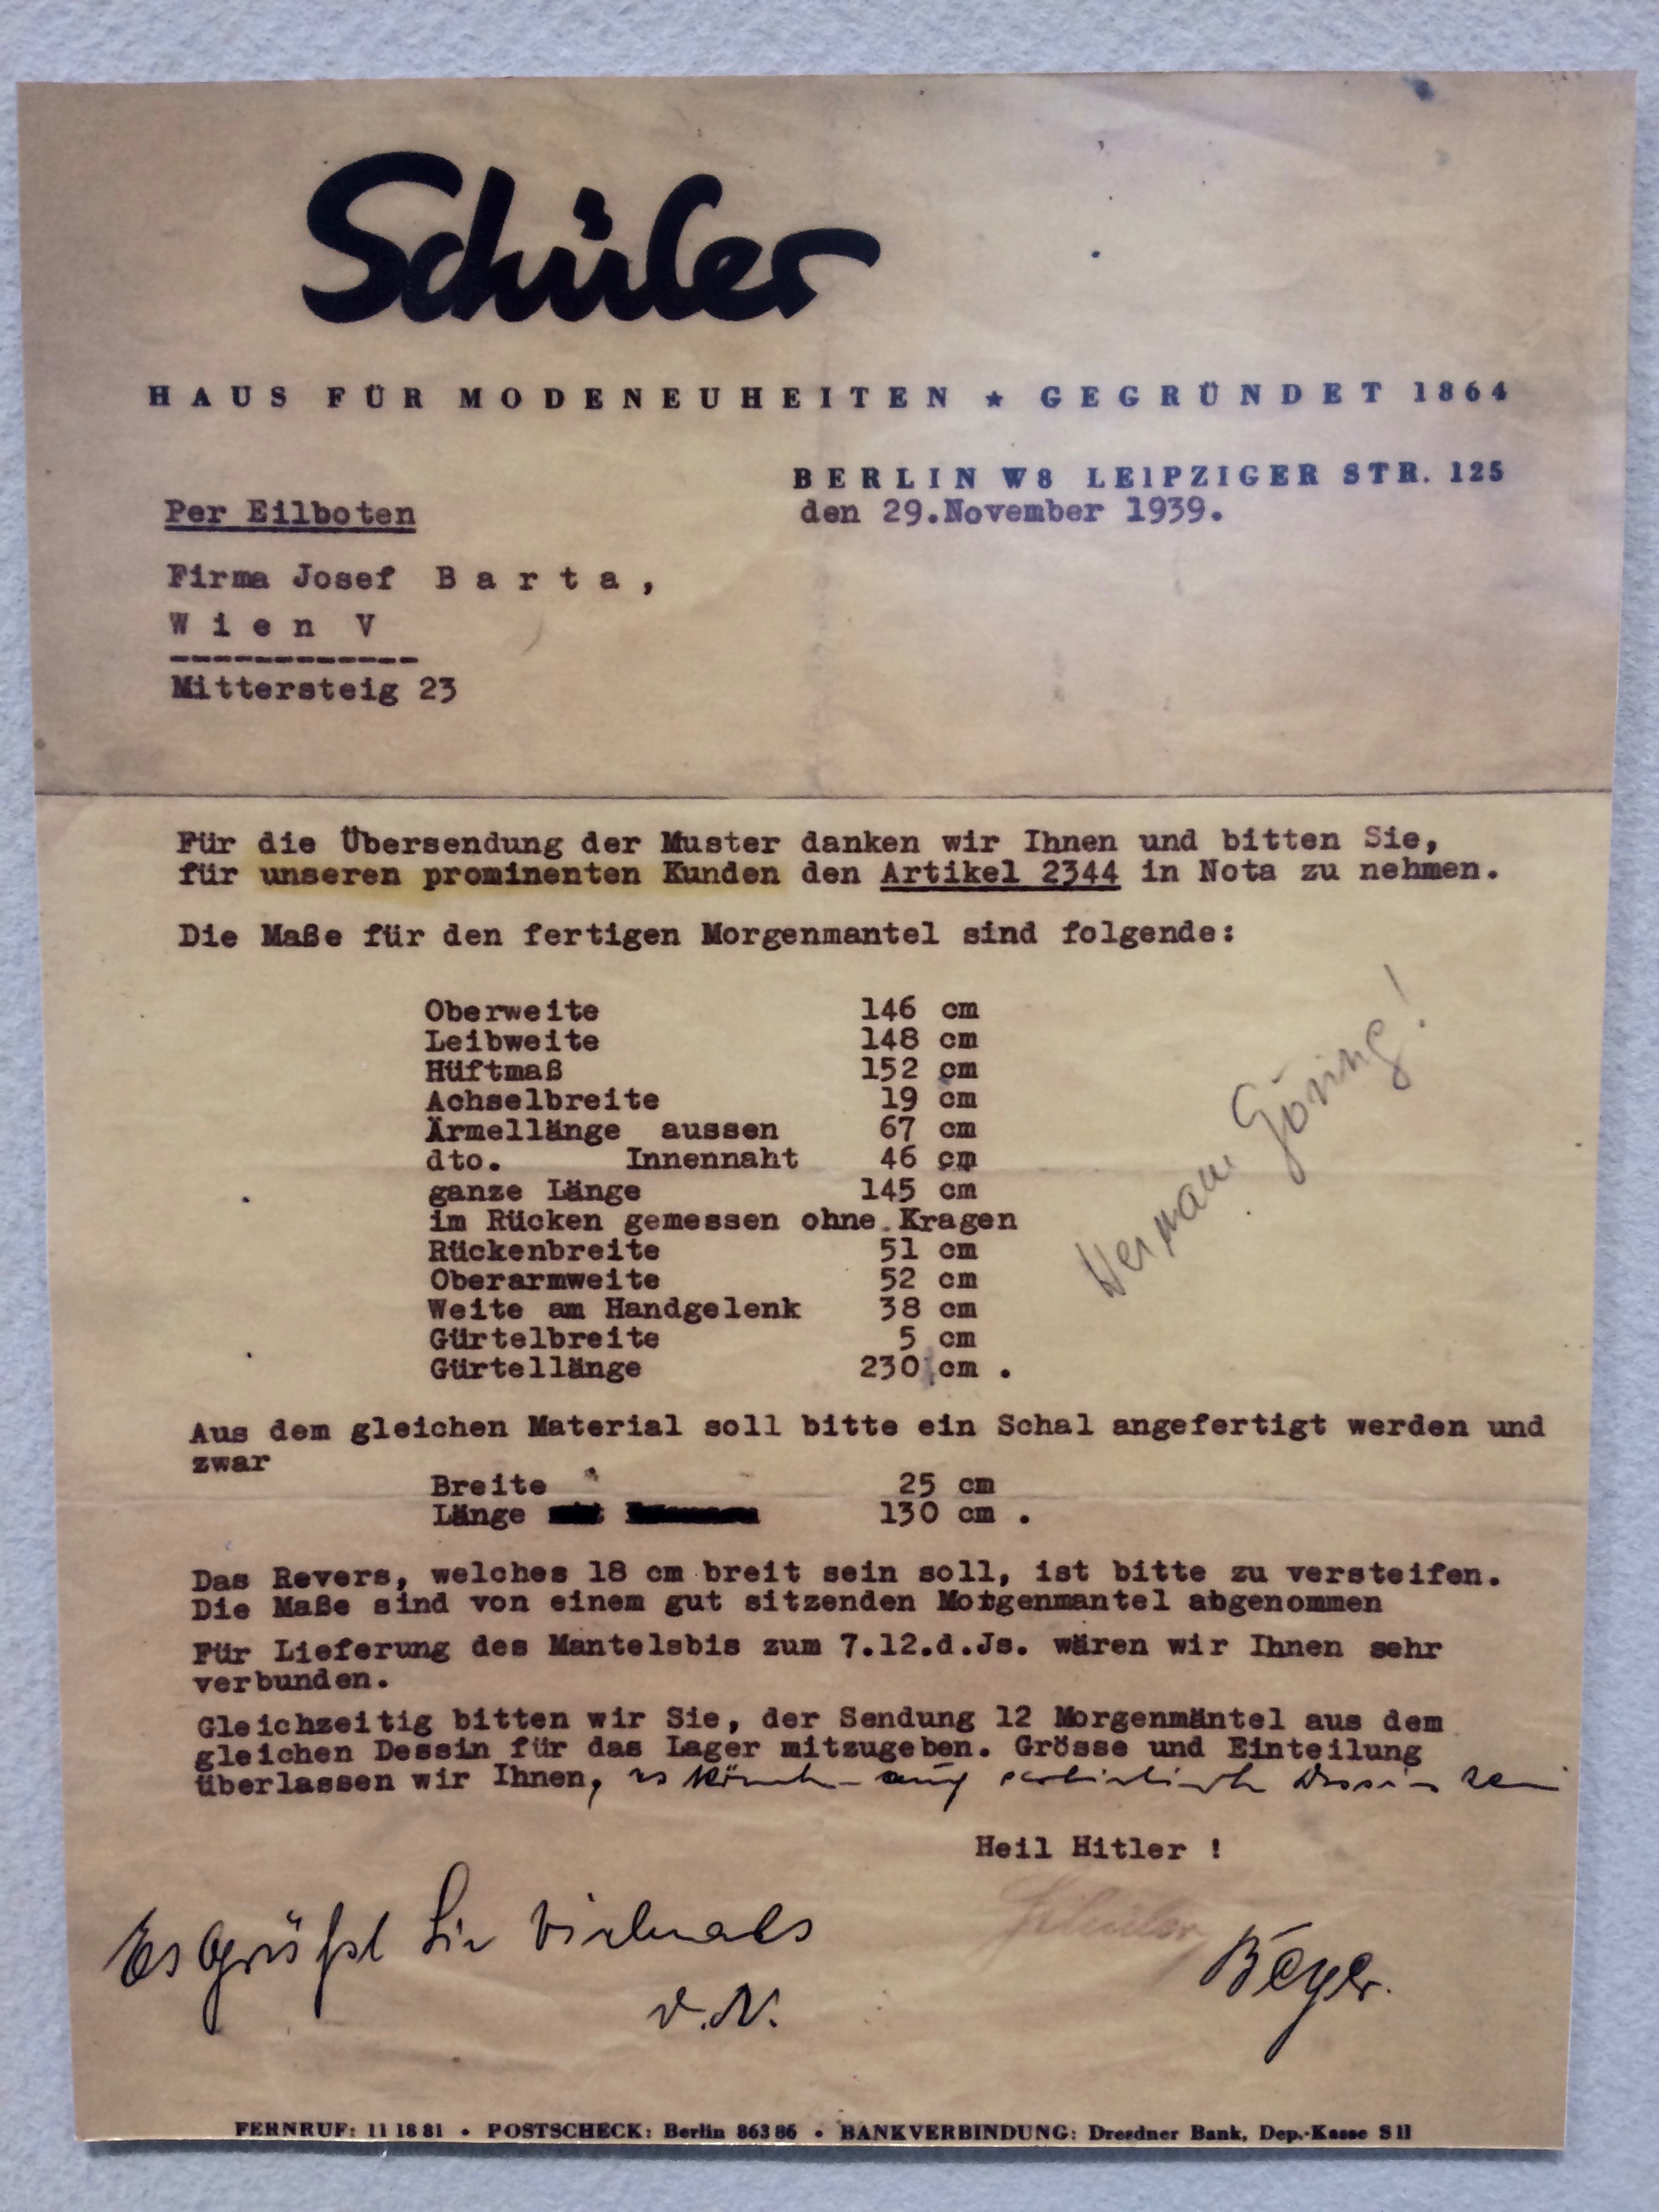 Schüler
HAUS FÜR MODENEUHEITEN ★ GEGRÜNDET 1864
BERLIN W8 LEIPZIGER STR. 125
Per Eilboten
den 29.November 1939.
Firma Josef B a r t a ,
W i e n V
------------
Mittersteig 23
Für die Übersendung der Muster danken wir Ihnen und bitten Sie,
für unseren prominenten Kunden den Artikel 2344 in Nota zu nehmen.
Die Maße für den fertigen Morgenmantel sind folgende:
Oberweite 146 cm
Leibweite 148 cm
Hüftmaß 152 cm
Achselbreite 19 cm
Ärmellänge aussen 67 cm
dto. Innennaht 46 cm
ganze Länge 145 cm
im Rücken gemessen ohne Kragen
Rückenbreite 51 cm
Oberarmweite 52 cm
Weite am Handgelenk 38 cm
Gürtelbreite 5 cm
Gürtellänge 230 cm .
Hermann Göring!
Aus dem gleichen Material soll bitte ein Schal angefertigt werden und
zwar
Breite 25 cm
Länge 130 cm .
Das Revers, welches 18 cm breit sein soll, ist bitte zu versteifen.
Die Maße sind von einem gut sitzenden Morgenmantel abgenommen
Für Lieferung des Mantelsbis zum 7.12.d.Js. wären wir Ihnen sehr
verbunden.
Gleichzeitig bitten wir Sie, der Sendung 12 Morgenmäntel aus dem
gleichen Dessin für das Lager mitzugeben. Grösse und Einteilung
überlassen wir Ihnen, es
Heil Hitler !
Es Grüßt Sie vielmals
Schüler
Beyer.
v. N.
FERNRUF: 11 18 81 • POSTSCHECK: Berlin 863 86 • BANKVERBINDUNG: Dresdner Bank, Dep.-Kasse S II